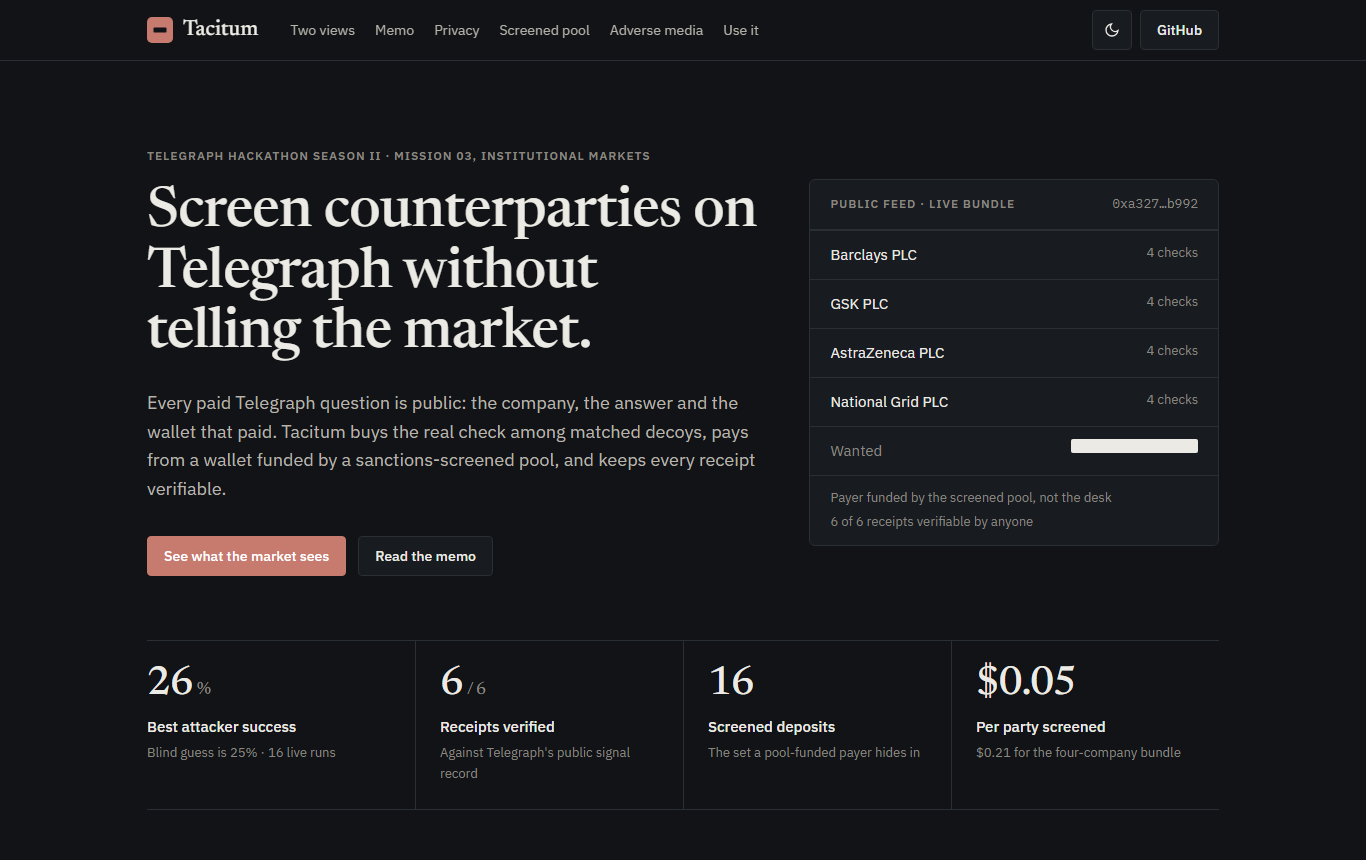 Tacitum
Two views
Memo
Privacy
Screened pool
Adverse media
Use it
GitHub
TELEGRAPH HACKATHON SEASON II · MISSION 03, INSTITUTIONAL MARKETS
Screen counterparties on
Telegraph without
telling the market.
Every paid Telegraph question is public: the company, the answer and the
wallet that paid. Tacitum buys the real check among matched decoys, pays
from a wallet funded by a sanctions-screened pool, and keeps every receipt
verifiable.
See what the market sees
Read the memo
PUBLIC FEED · LIVE BUNDLE
0xa327…b992
Barclays PLC
4 checks
GSK PLC
4 checks
AstraZeneca PLC
4 checks
National Grid PLC
4 checks
Wanted
Payer funded by the screened pool, not the desk
6 of 6 receipts verifiable by anyone
26 %
Best attacker success
Blind guess is 25% · 16 live runs
6 / 6
Receipts verified
Against Telegraph's public signal
record
16
Screened deposits
The set a pool-funded payer hides in
$0.05
Per party screened
$0.21 for the four-company bundle